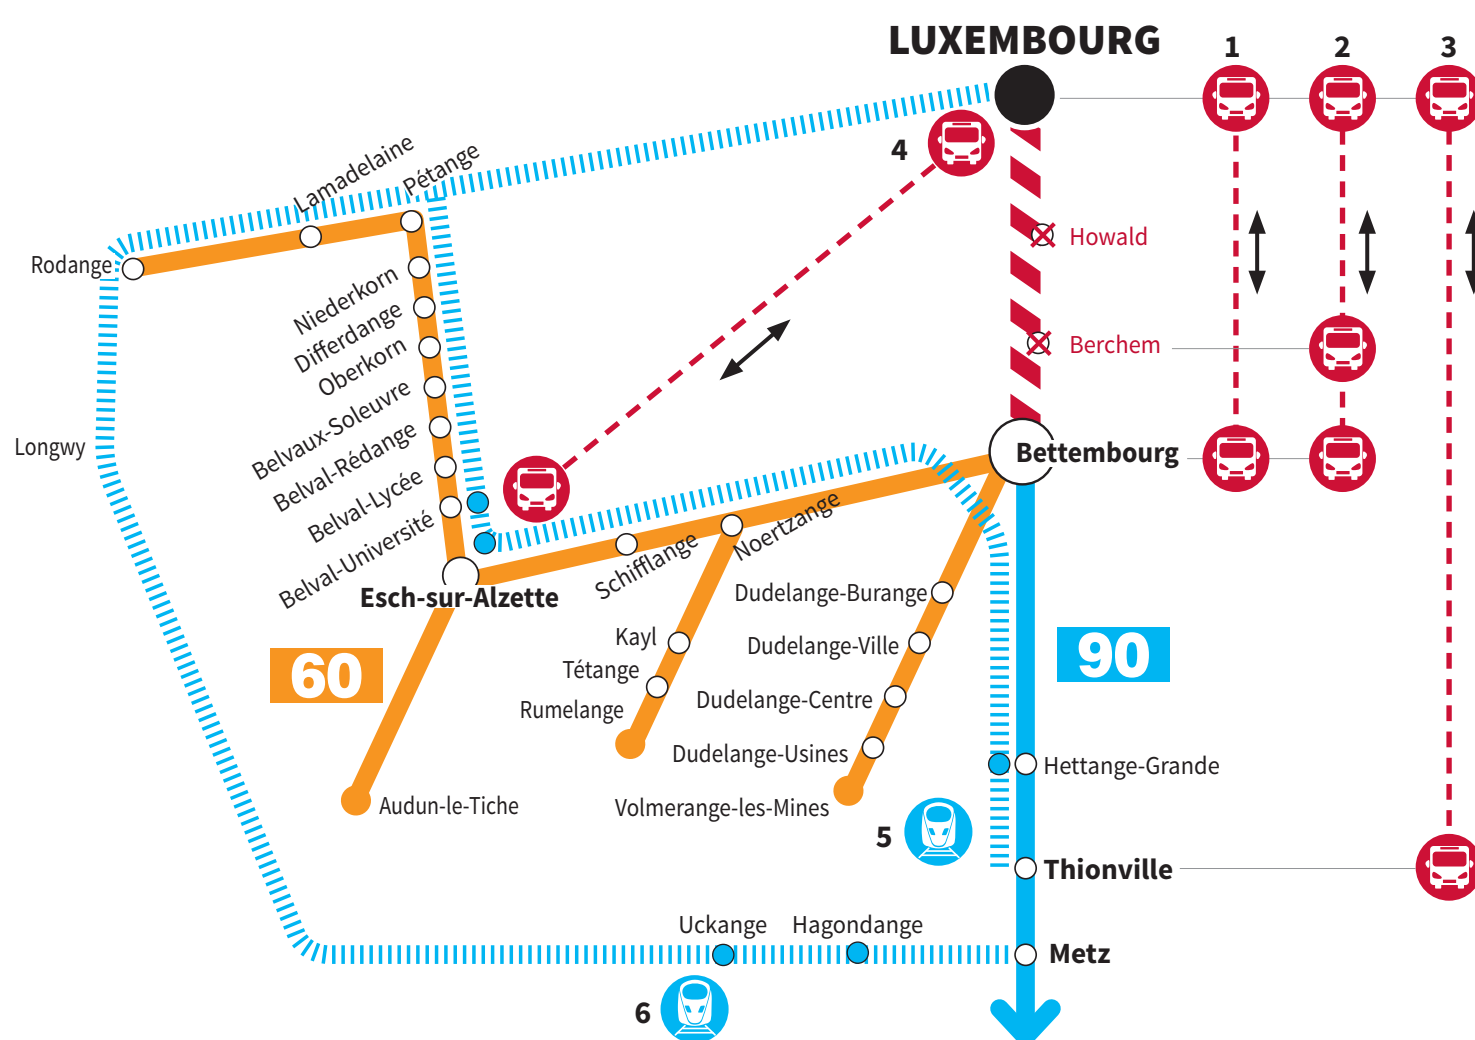 LUXEMBOURG
1
2
3
4
Lamadelaine
Pétange
Howald
Rodange
Niederkorn
Differdange
Oberkorn
Berchem
Belvaux-Soleuvre
Longwy
Belval-Rédange
Bettembourg
Belval-Lycée
Belval-Université
Noertzange
Schifflange
Esch-sur-Alzette
Dudelange-Burange
Kayl
Dudelange-Ville
90
60
Tétange
Dudelange-Centre
Rumelange
Dudelange-Usines
Hettange-Grande
Audun-le-Tiche
Volmerange-les-Mines
5
Thionville
Uckange
Hagondange
Metz
6